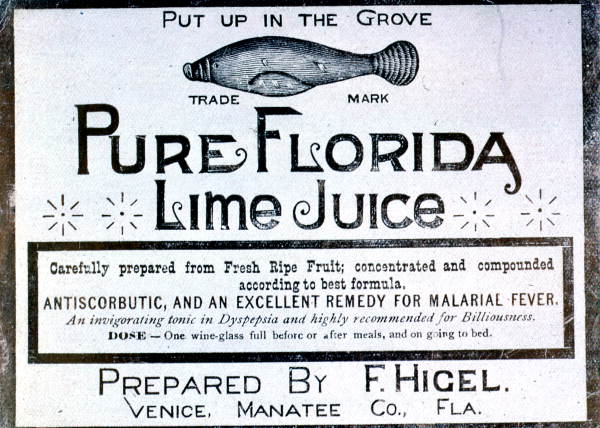 PUT UP IN THE GROVE
TRADE MARK
PURE FLORIDA
LIME JUICE
Carefully prepared from Fresh Ripe Fruit; concentrated and compounded
according to best formula,
ANTISCORBUTIC, AND AN EXCELLENT REMEDY FOR MALARIAL FEVER.
An invigorating tonic in Dyspepsia and highly recommended for Billiousness.
DOSE — One wine-glass full before or after meals, and on going to bed.
PREPARED BY F. HIGEL.
VENICE, MANATEE CO., FLA.